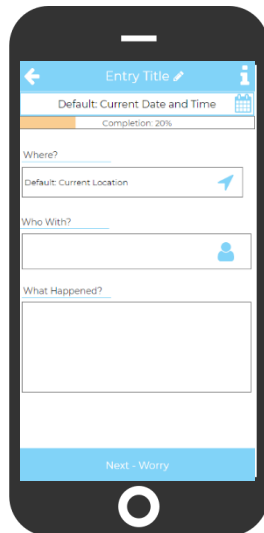 Entry Title
Default: Current Date and Time
Completion: 20%
Where?
Default: Current Location
Who With?
What Happened?
Next - Worry